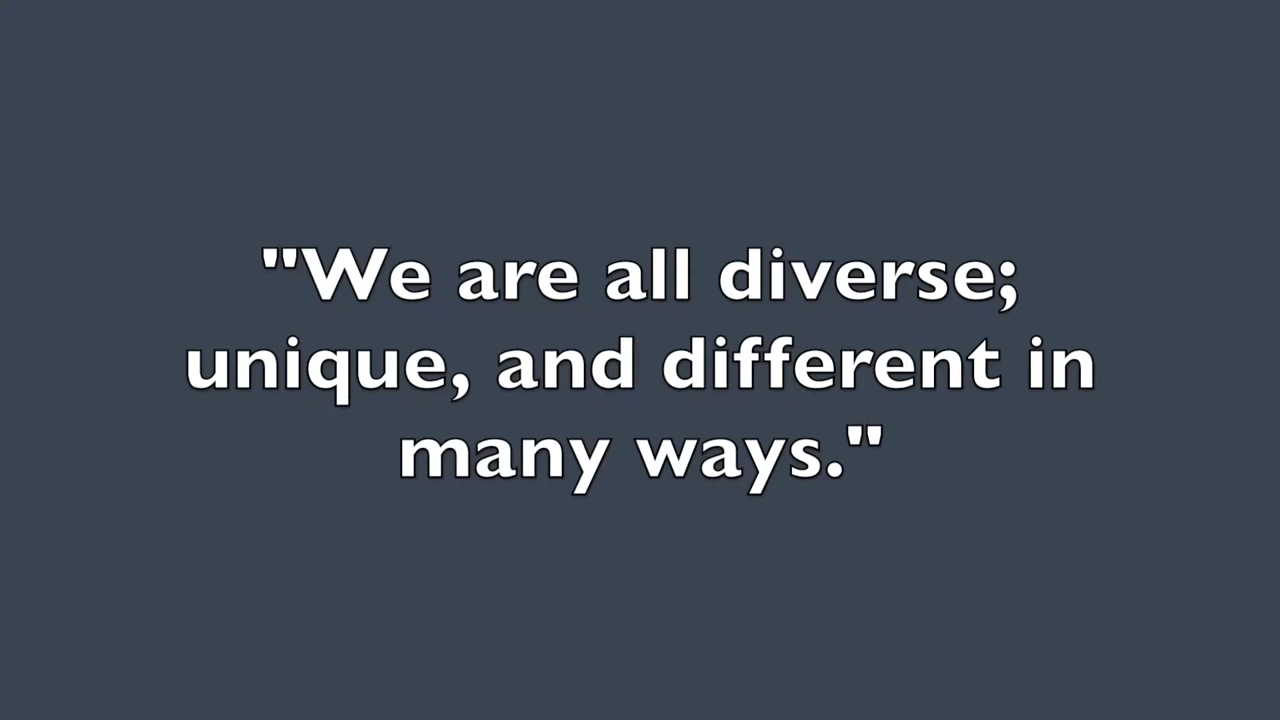 "We are all diverse;
unique, and different in
many ways."